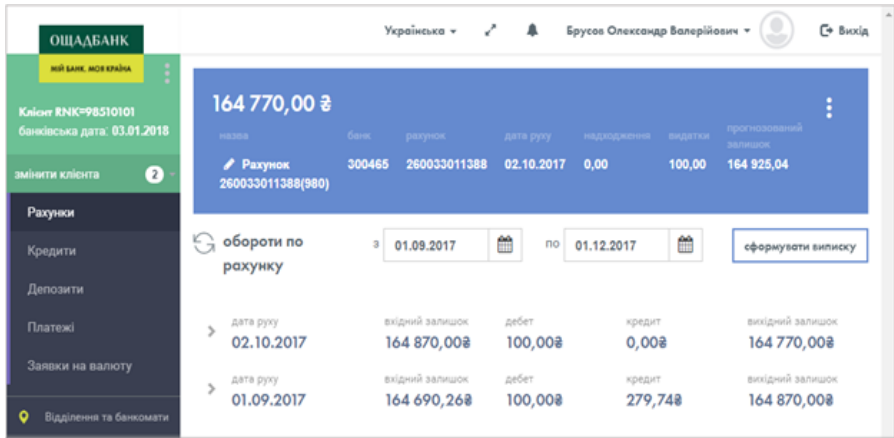 ОЩАДБАНК
МІЙ БАНК. МОЯ КРАЇНА
Українська
Брусов Олександр Валерійович
Вихід
Клієнт RNK=98510101
банківська дата: 03.01.2018
змінити клієнта 2
Рахунки
Кредити
Депозити
Платежі
Заявки на валюту
Відділення та банкомати
164 770,00 ₴
назва банк рахунок дата руху надходження видатки прогнозований залишок
Рахунок 300465 260033011388 02.10.2017 0,00 100,00 164 925,04
260033011388(980)
обороти по рахунку
з 01.09.2017 по 01.12.2017
сформувати виписку
дата руху вхідний залишок дебет кредит вихідний залишок
02.10.2017 164 870,00₴ 100,00₴ 0,00₴ 164 770,00₴
дата руху вхідний залишок дебет кредит вихідний залишок
01.09.2017 164 690,26₴ 100,00₴ 279,74₴ 164 870,00₴